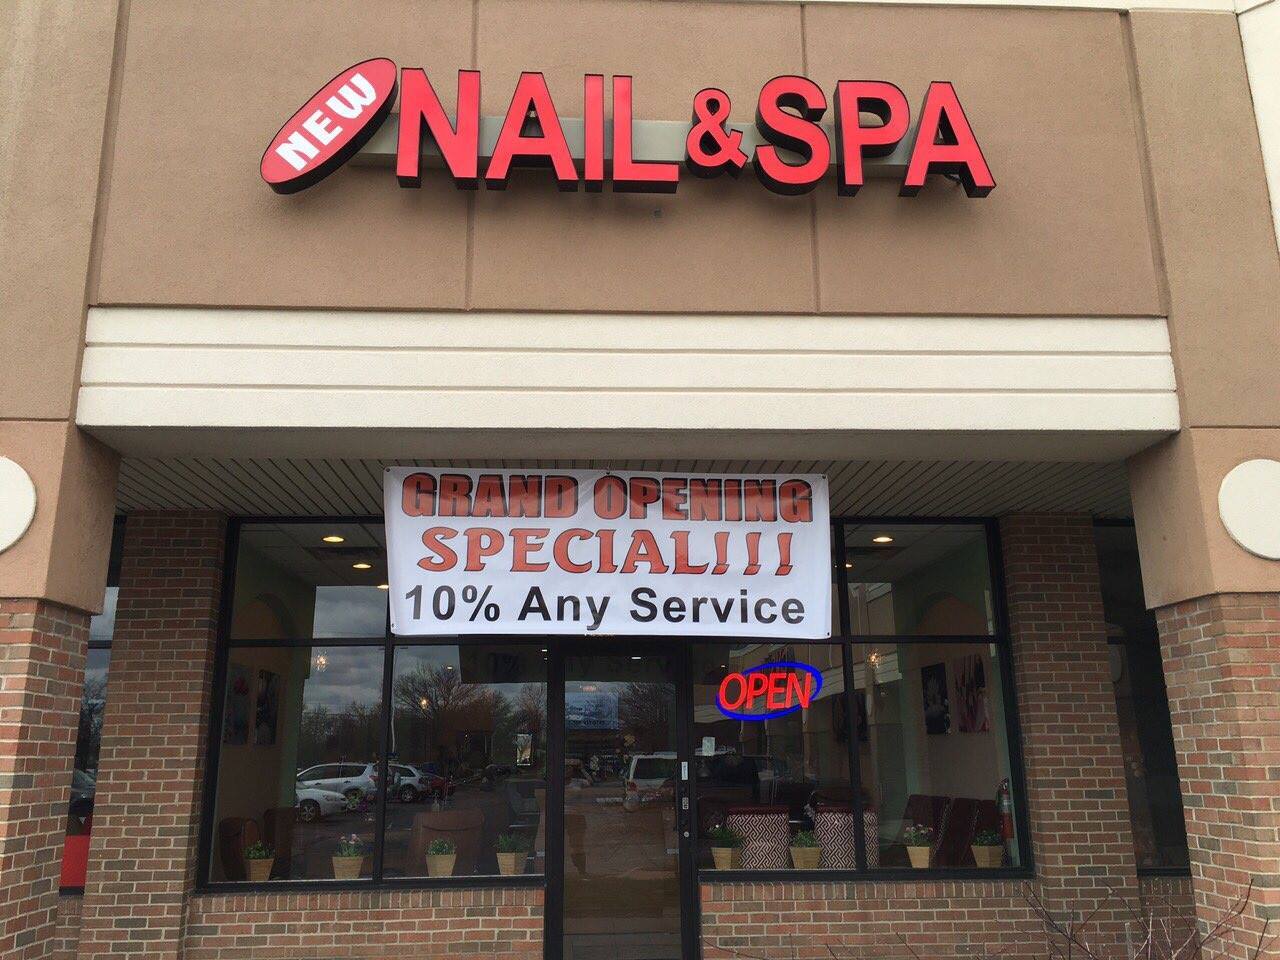 NEW NAIL & SPA
GRAND OPENING
SPECIAL!!!
10% Any Service
OPEN